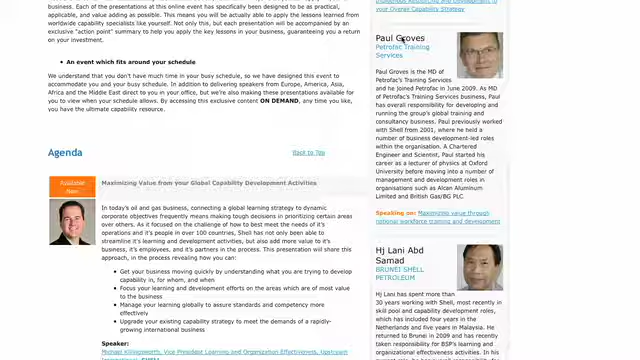 business. Each of the presentations at this online event has specifically been designed to be as practical,
applicable, and value adding as possible. This means you will be actually able to apply the lessons learned from
worldwide capability specialists like yourself. Not only this, but each presentation will be accompanied by an
exclusive "action point" summary to help you apply the key lessons in your business, guaranteeing you a return
on your investment.
• An event which fits around your schedule
We understand that you don't have much time in your busy schedule, so we have designed this event to
accommodate you and your busy schedule. In addition to delivering speakers from Europe, America, Asia,
Africa and the Middle East direct to you in your office, but we're also making these presentations available for
you to view when your schedule allows. By accessing this exclusive content ON DEMAND, any time you like,
you have the ultimate capability resource.
Agenda
Back to Top
Available
Now
Maximizing Value from your Global Capability Development Activities
In today's oil and gas business, connecting a global learning strategy to dynamic
corporate objectives frequently means making tough decisions in prioritizing certain areas
over others. As it focused on the challenge of how to best meet the needs of it's
operations and it's people in over 100 countries, Shell has not only been able to
streamline it's learning and development activities, but also add more value to it's
business, it's employees, and it's partners in the process. This presentation will share this
approach, in the process revealing how you can:
• Get your business moving quickly by understanding what you are trying to develop
capability in, for whom, and when
• Focus your learning and development efforts on the areas which are of most value
to the business
• Manage your learning globally to assure standards and competency more
effectively
• Upgrade your existing capability strategy to meet the demands of a rapidly-
growing international business
Speaker:
Michael Killingsworth, Vice President Learning and Organization Effectiveness, (upstream
your Overall Capability Strategy
Paul Groves
Petrofac Training
Services
Paul Groves is the MD of
Petrofac's Training Services
and he joined Petrofac in June 2009. As MD
of Petrofac's Training Services business, Paul
has overall responsibility for developing and
running the group's global training and
consultancy business. Paul previously worked
with Shell from 2001, where he held a
number of business development-led roles
within the organisation. A Chartered
Engineer and Scientist, Paul started his
career as a lecturer of physics at Oxford
University before moving into a number of
management and development roles in
organisations such as Alcan Aluminum
Limited and British Gas/BG PLC
Speaking on: Maximizing value through
national workforce training and development
Hj Lani Abd
Samad
BRUNEI SHELL
PETROLEUM
Hj Lani has spent more than
30 years working with Shell, most recently in
skill pool and capability development roles,
which has included four years in the
Netherlands and five years in Malaysia. He
returned to Brunei in 2009 and has recently
taken responsibility for BSP's learning and
organizational effectiveness activities. In his